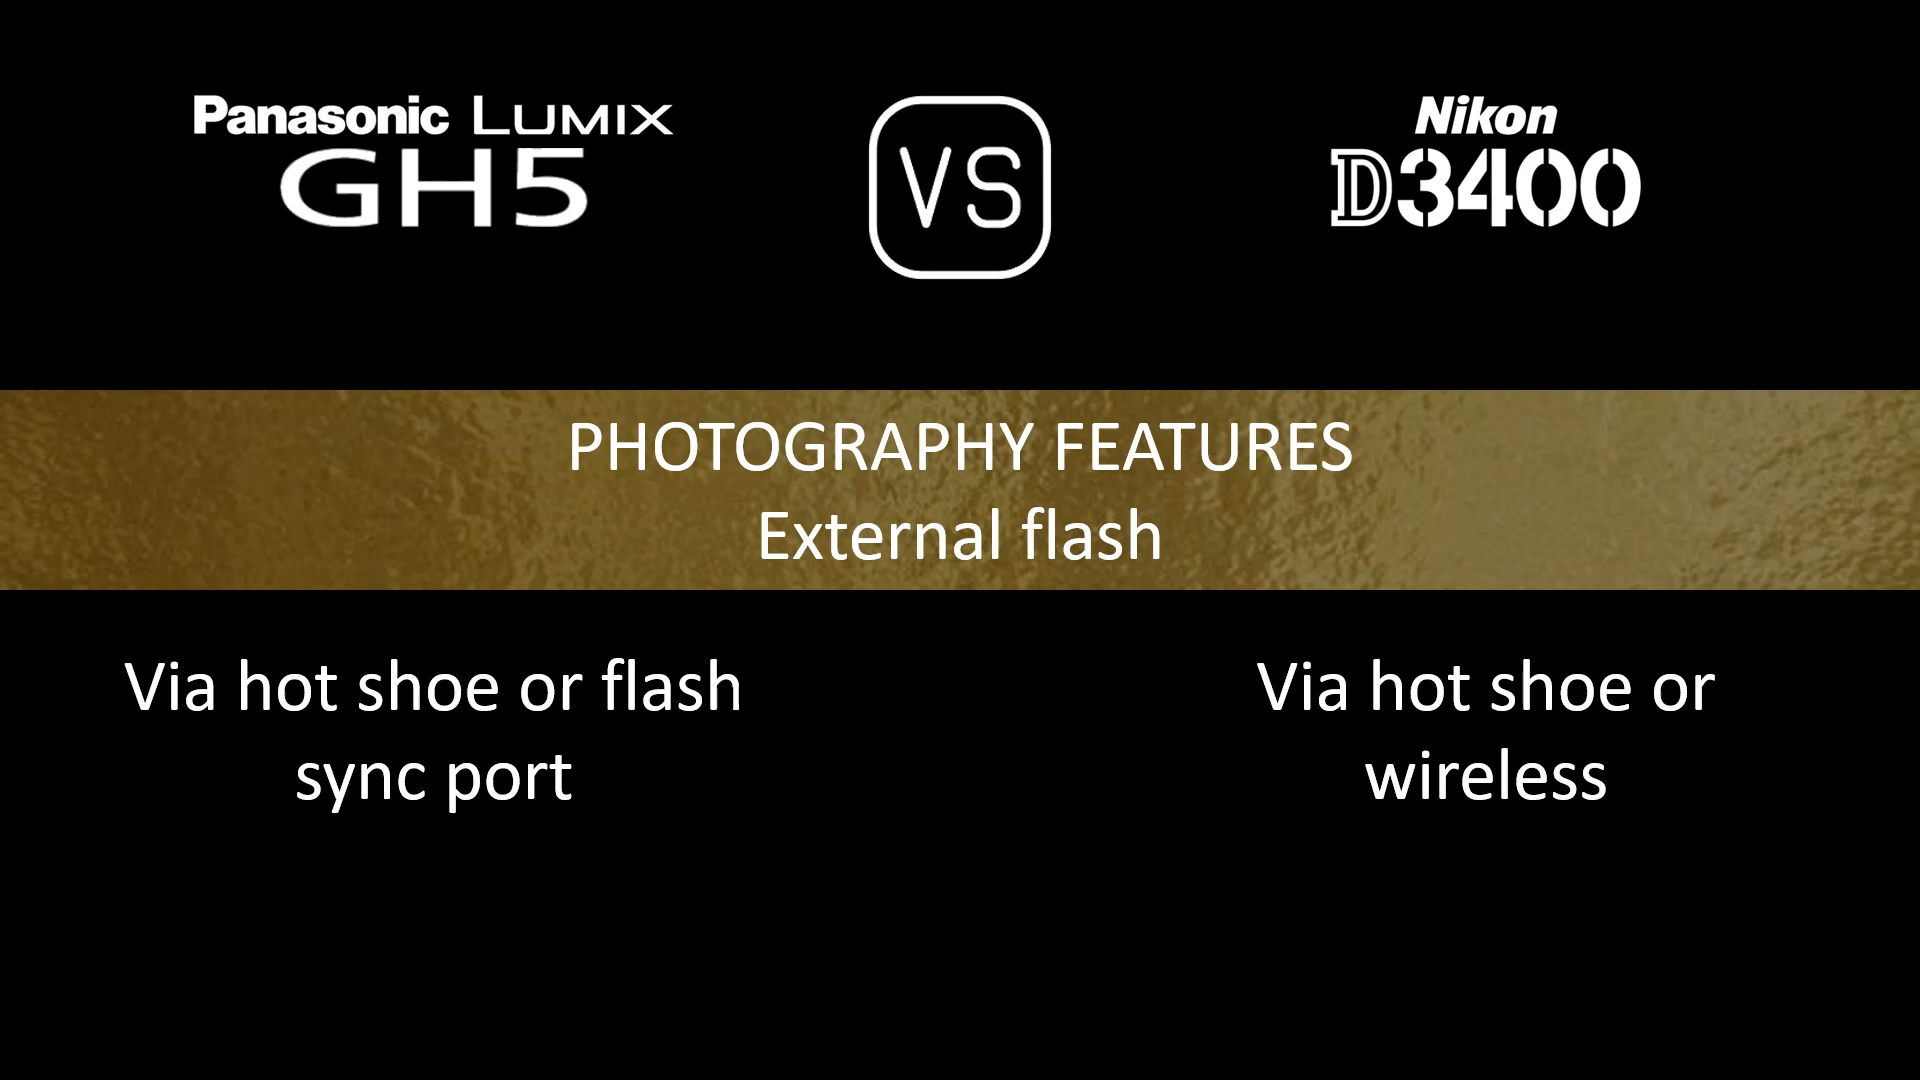 Panasonic LUMIX
GH5
VS
Nikon
D3400
PHOTOGRAPHY FEATURES
External flash
Via hot shoe or flash
sync port
Via hot shoe or
wireless